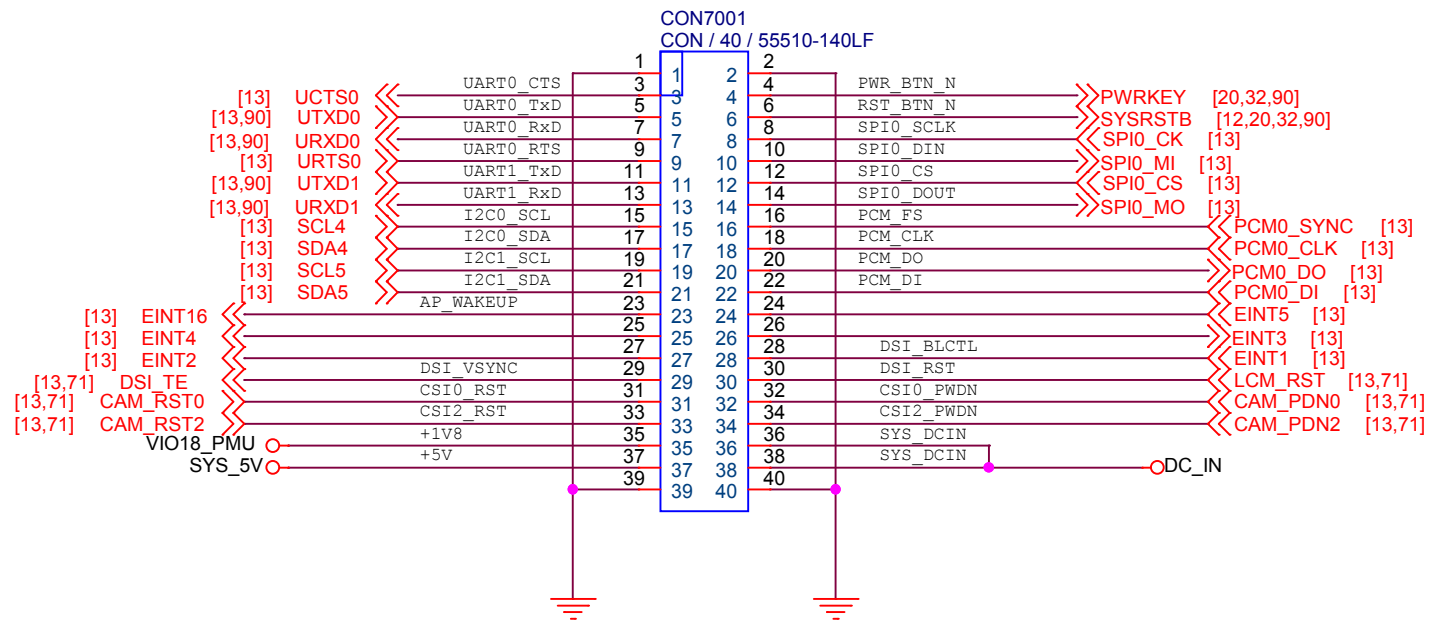 CON7001
CON / 40 / 55510-140LF
1 1 2 2
[13] UCTS0 UART0_CTS 3 3 4 4 PWR_BTN_N PWRKEY [20,32,90]
[13,90] UTXD0 UART0_TxD 5 5 6 6 RST_BTN_N SYSRSTB [12,20,32,90]
[13,90] URXD0 UART0_RxD 7 7 8 8 SPI0_SCLK SPI0_CK [13]
[13] URTS0 UART0_RTS 9 9 10 10 SPI0_DIN SPI0_MI [13]
[13,90] UTXD1 UART1_TxD 11 11 12 12 SPI0_CS SPI0_CS [13]
[13,90] URXD1 UART1_RxD 13 13 14 14 SPI0_DOUT SPI0_MO [13]
[13] SCL4 I2C0_SCL 15 15 16 16 PCM_FS PCM0_SYNC [13]
[13] SDA4 I2C0_SDA 17 17 18 18 PCM_CLK PCM0_CLK [13]
[13] SCL5 I2C1_SCL 19 19 20 20 PCM_DO PCM0_DO [13]
[13] SDA5 I2C1_SDA 21 21 22 22 PCM_DI PCM0_DI [13]
[13] EINT16 AP_WAKEUP 23 23 24 24 EINT5 [13]
[13] EINT4 25 25 26 26 EINT3 [13]
[13] EINT2 27 27 28 28 DSI_BLCTL EINT1 [13]
[13,71] DSI_TE DSI_VSYNC 29 29 30 30 DSI_RST LCM_RST [13,71]
[13,71] CAM_RST0 CSI0_RST 31 31 32 32 CSI0_PWDN CAM_PDN0 [13,71]
[13,71] CAM_RST2 CSI2_RST 33 33 34 34 CSI2_PWDN CAM_PDN2 [13,71]
VIO18_PMU +1V8 35 35 36 36 SYS_DCIN
SYS_5V +5V 37 37 38 38 SYS_DCIN DC_IN
39 39 40 40